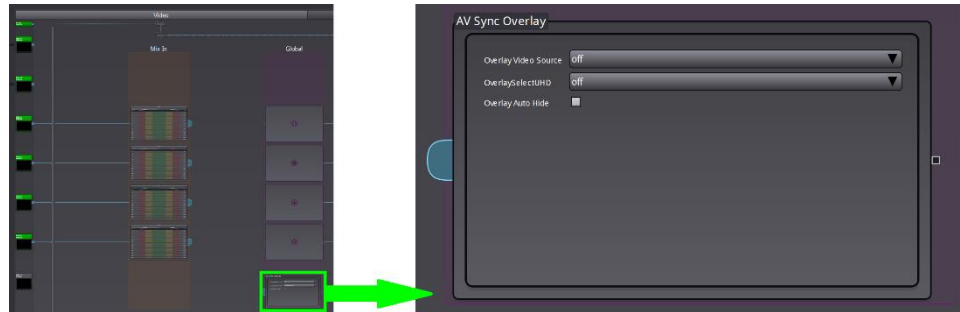 Video
Mix In
Global
AV Sync Overlay
Overlay Video Source off
OverlaySelectUHD off
Overlay Auto Hide